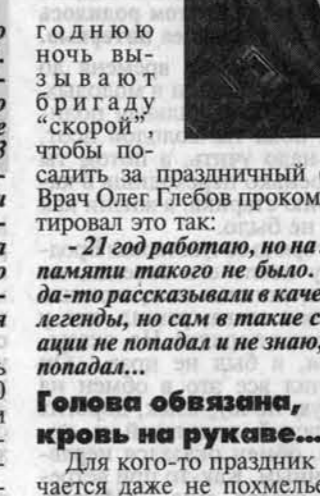 годнюю
ночь вы-
зывают
бригаду
“скорой”,
чтобы по-
садить за праздничный
Врач Олег Глебов проком
тировал это так:
- 21 год работаю, но на
памяти такого не было.
да-то рассказывали в каче
легенды, но сам в такие с
ации не попадал и не знаю,
попадал...
Голова обвязана,
кровь на рукаве...
Для кого-то праздник
чается даже не похмелье